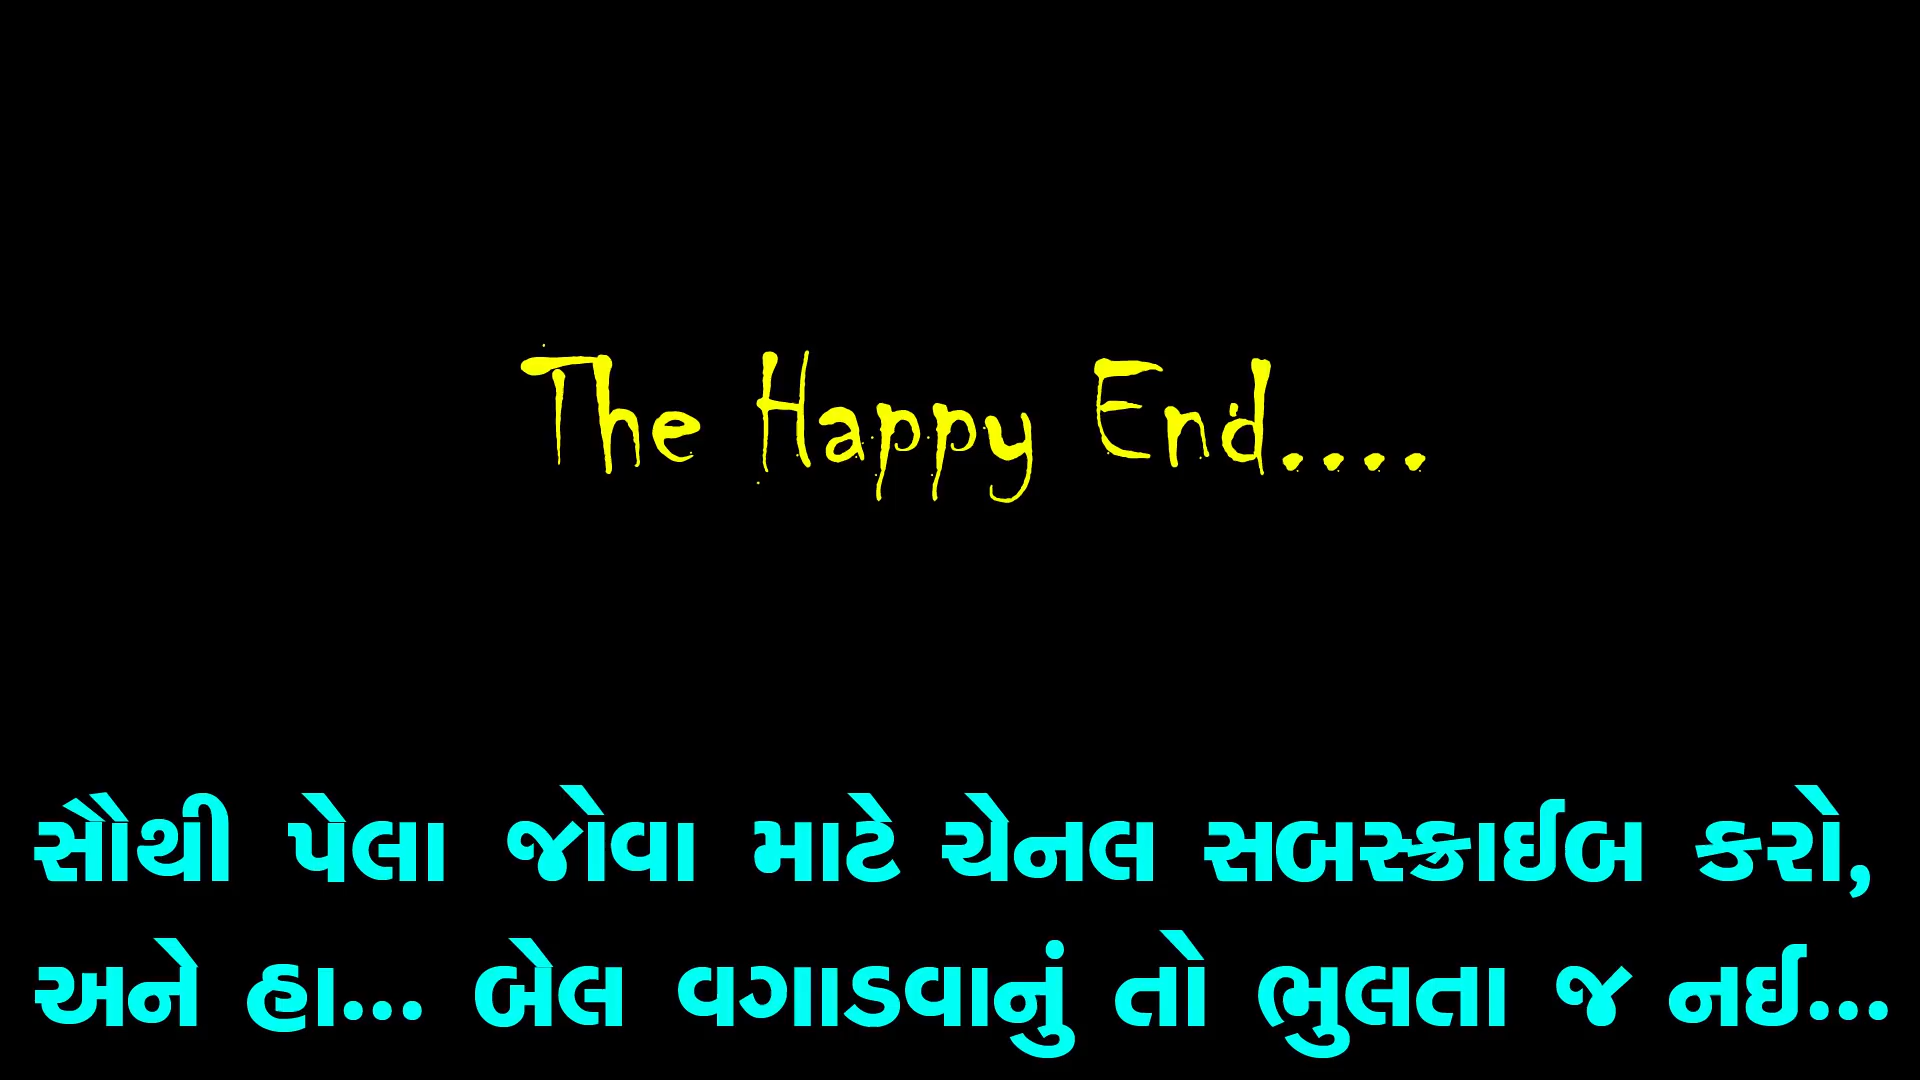 The Happy End....
સૌથી પેલા જોવા માટે ચેનલ સબસ્ક્રાઈબ કરો,
અને હા... બેલ વગાડવાનું તો ભુલતા જ નઈ...